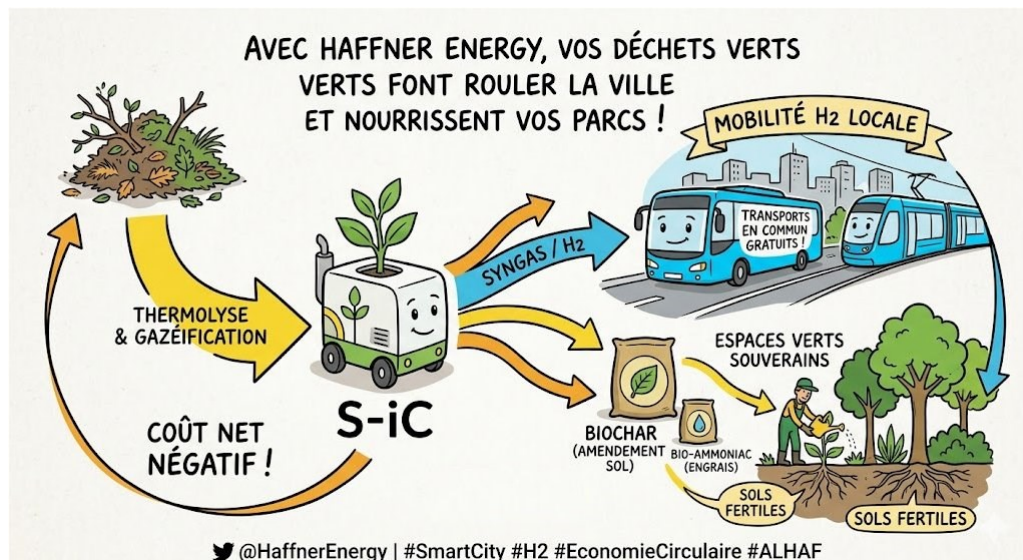 AVEC HAFFNER ENERGY, VOS DÉCHETS VERTS
VERTS FONT ROULER LA VILLE
ET NOURRISSENT VOS PARCS !
MOBILITÉ H2 LOCALE
TRANSPORTS
EN COMMUN
GRATUITS !
SYNGAS / H2
THERMOLYSE
& GAZÉIFICATION
S-iC
ESPACES VERTS
SOUVERAINS
BIOCHAR
(AMENDEMENT
SOL)
BIO-AMMONIAC
(ENGRAIS)
COÛT NET
NÉGATIF !
SOLS
FERTILES
SOLS FERTILES
@HaffnerEnergy | #SmartCity #H2 #EconomieCirculaire #ALHAF